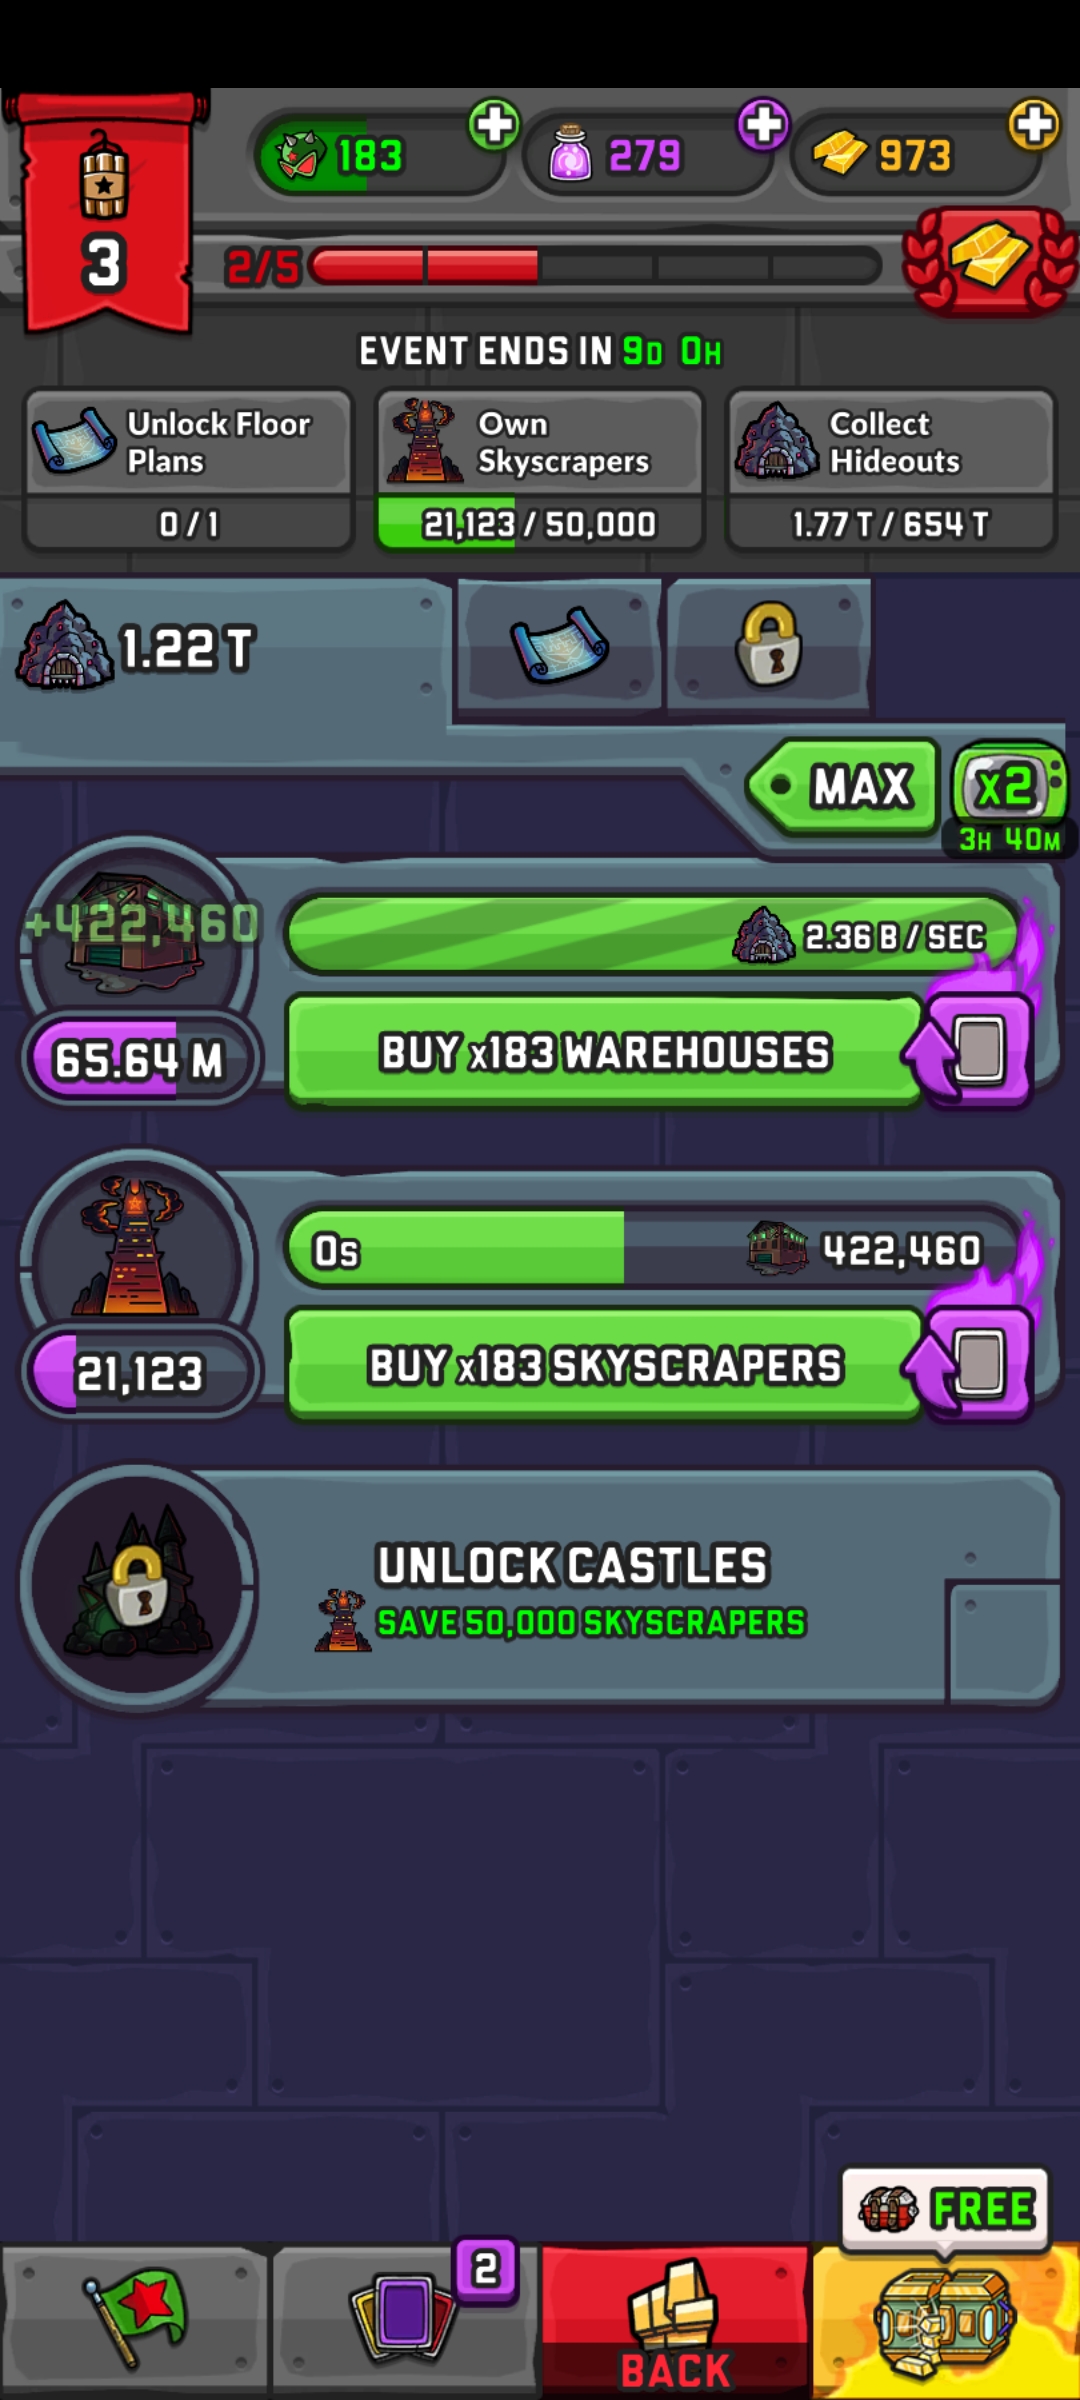 183
279
973
3
2/5
EVENT ENDS IN 9D 0H
Unlock Floor
Plans
0 / 1
Own
Skyscrapers
21,123 / 50,000
Collect
Hideouts
1.77 T / 654 T
1.22 T
MAX
x2
3H 40M
+422,460
2.36 B / SEC
65.64 M
BUY x183 WAREHOUSES
0s
422,460
21,123
BUY x183 SKYSCRAPERS
UNLOCK CASTLES
SAVE 50,000 SKYSCRAPERS
FREE
2
BACK